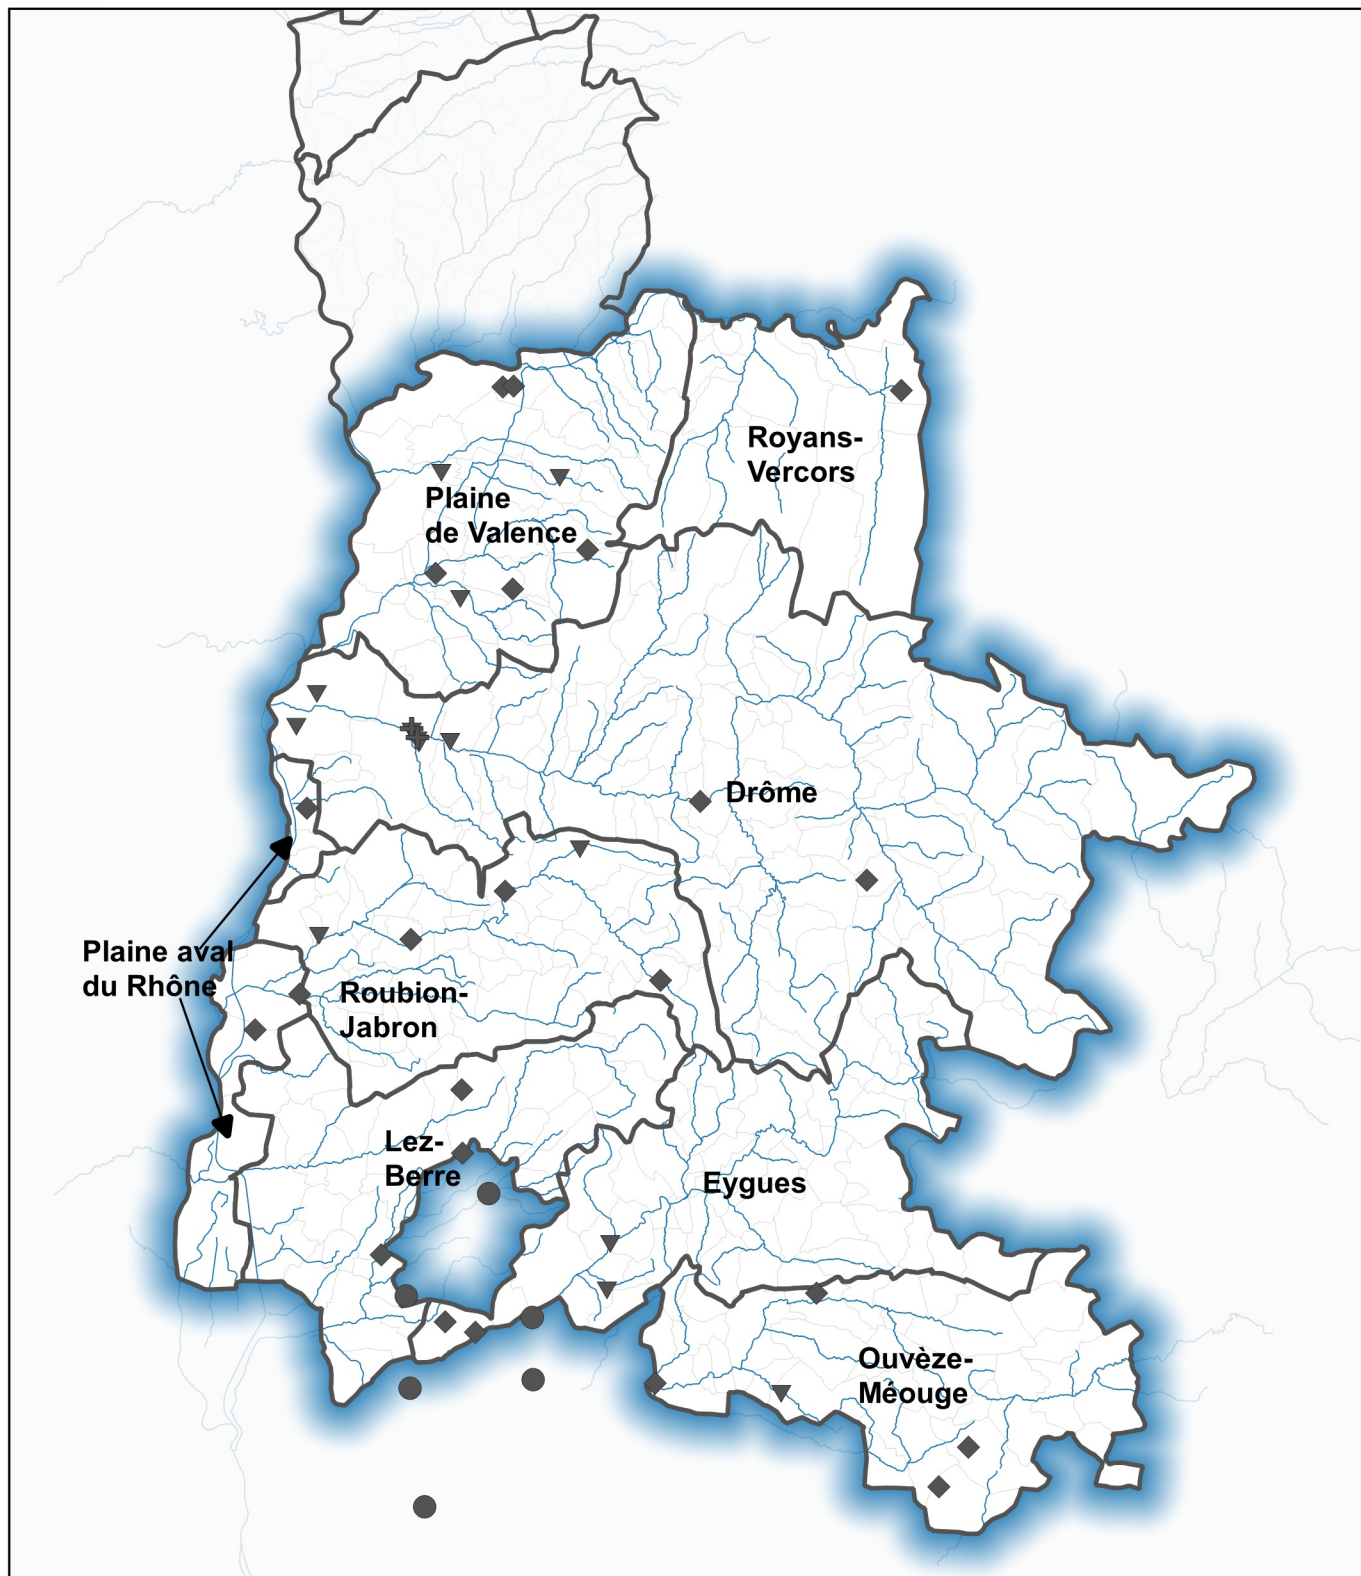 Royans-
Vercors
Plaine
de Valence
Drôme
Plaine aval
du Rhône
Roubion-
Jabron
Lez-
Berre
Eygues
Ouvèze-
Méouge